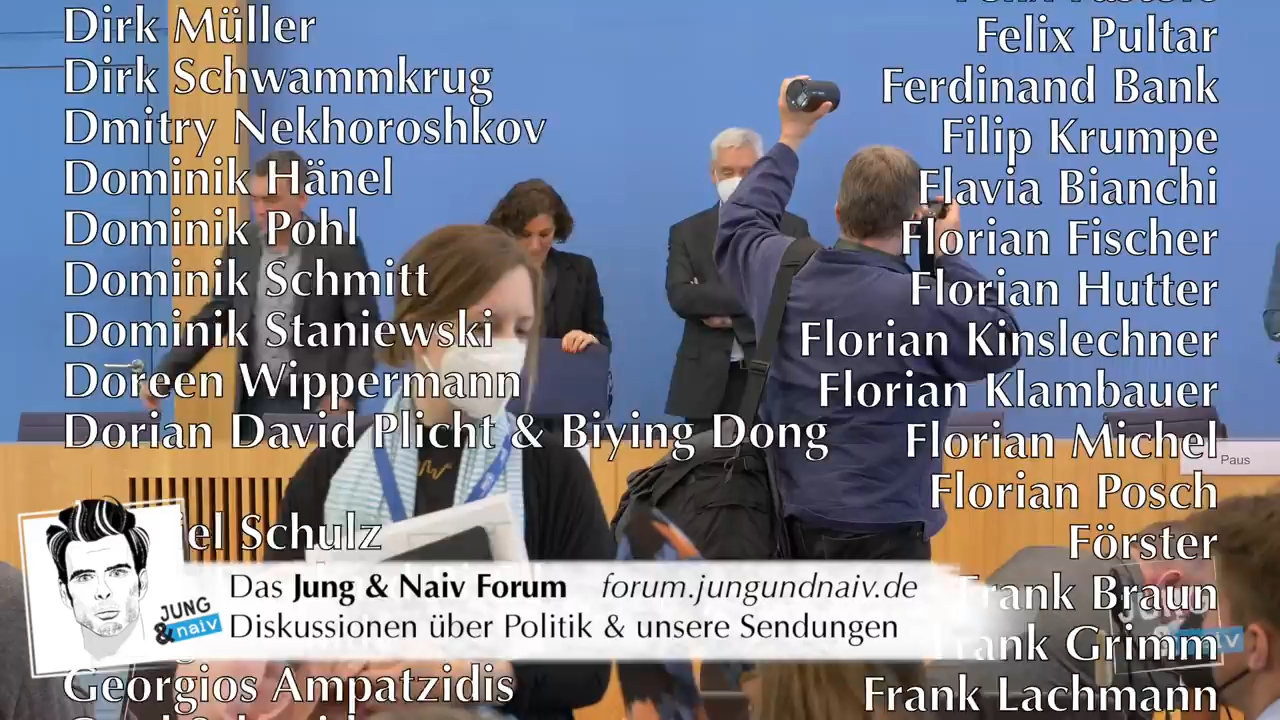 Dirk Müller
Dirk Schwammkrug
Dmitry Nekhoroshkov
Dominik Hänel
Dominik Pohl
Dominik Schmitt
Dominik Staniewski
Doreen Wippermann
Dorian David Plicht & Biying Dong
Schulz
Georgios Ampatzidis
Felix Pultar
Ferdinand Bank
Filip Krumpe
Flavia Bianchi
Florian Fischer
Florian Hutter
Florian Kinslechner
Florian Klambauer
Florian Michel
Florian Posch
Förster
Frank Braun
Frank Grimm
Frank Lachmann
Paus
JUNG
& naiv
Das Jung & Naiv Forum forum.jungundnaiv.de
Diskussionen über Politik & unsere Sendungen
JUNG
& naiv